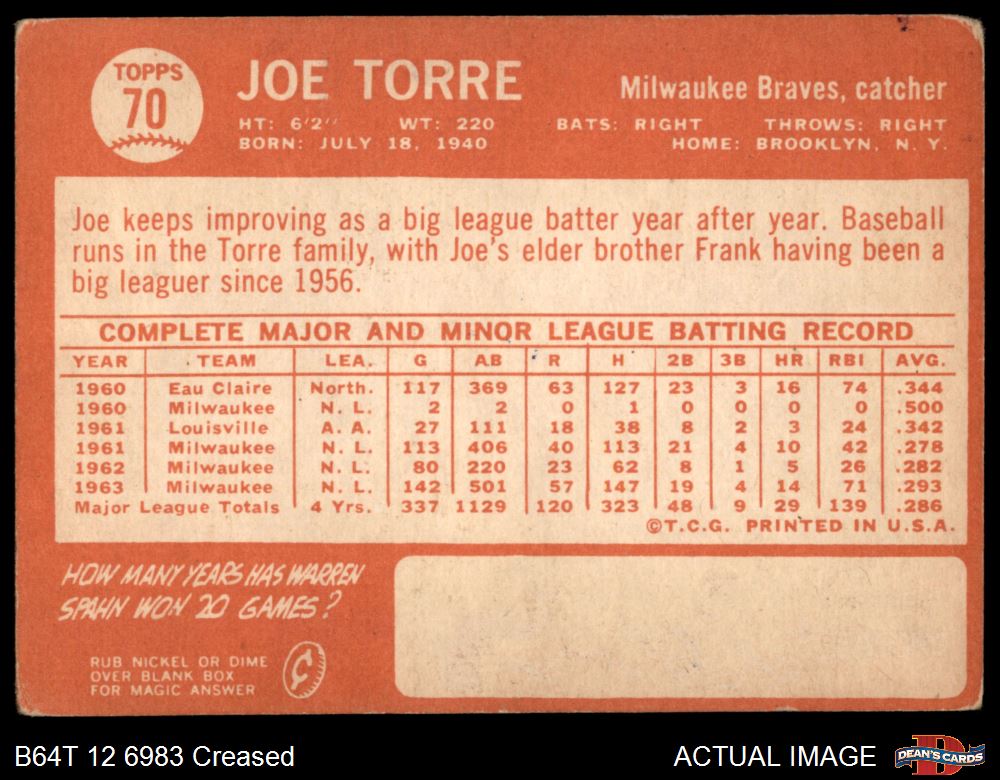 TOPPS
70
JOE TORRE
Milwaukee Braves, catcher
HT: 6'2" WT: 220 BATS: RIGHT THROWS: RIGHT
BORN: JULY 18, 1940 HOME: BROOKLYN, N. Y.
Joe keeps improving as a big league batter year after year. Baseball
runs in the Torre family, with Joe's elder brother Frank having been a
big leaguer since 1956.
COMPLETE MAJOR AND MINOR LEAGUE BATTING RECORD
YEAR TEAM LEA. G AB R H 2B 3B HR RBI AVG.
1960 Eau Claire North. 117 369 63 127 23 3 16 74 .344
1960 Milwaukee N. L. 2 2 0 1 0 0 0 0 .500
1961 Louisville A. A. 27 111 18 38 8 2 3 24 .342
1961 Milwaukee N. L. 113 406 40 113 21 4 10 42 .278
1962 Milwaukee N. L. 80 220 23 62 8 1 5 26 .282
1963 Milwaukee N. L. 142 501 57 147 19 4 14 71 .293
Major League Totals 4 Yrs. 337 1129 120 323 48 9 29 139 .286
©T.C.G. PRINTED IN U.S.A.
HOW MANY YEARS HAS WARREN
SPAHN WON 20 GAMES?
RUB NICKEL OR DIME
OVER BLANK BOX
FOR MAGIC ANSWER
¢
B64T 12 6983 Creased
ACTUAL IMAGE
DEAN'S CARDS